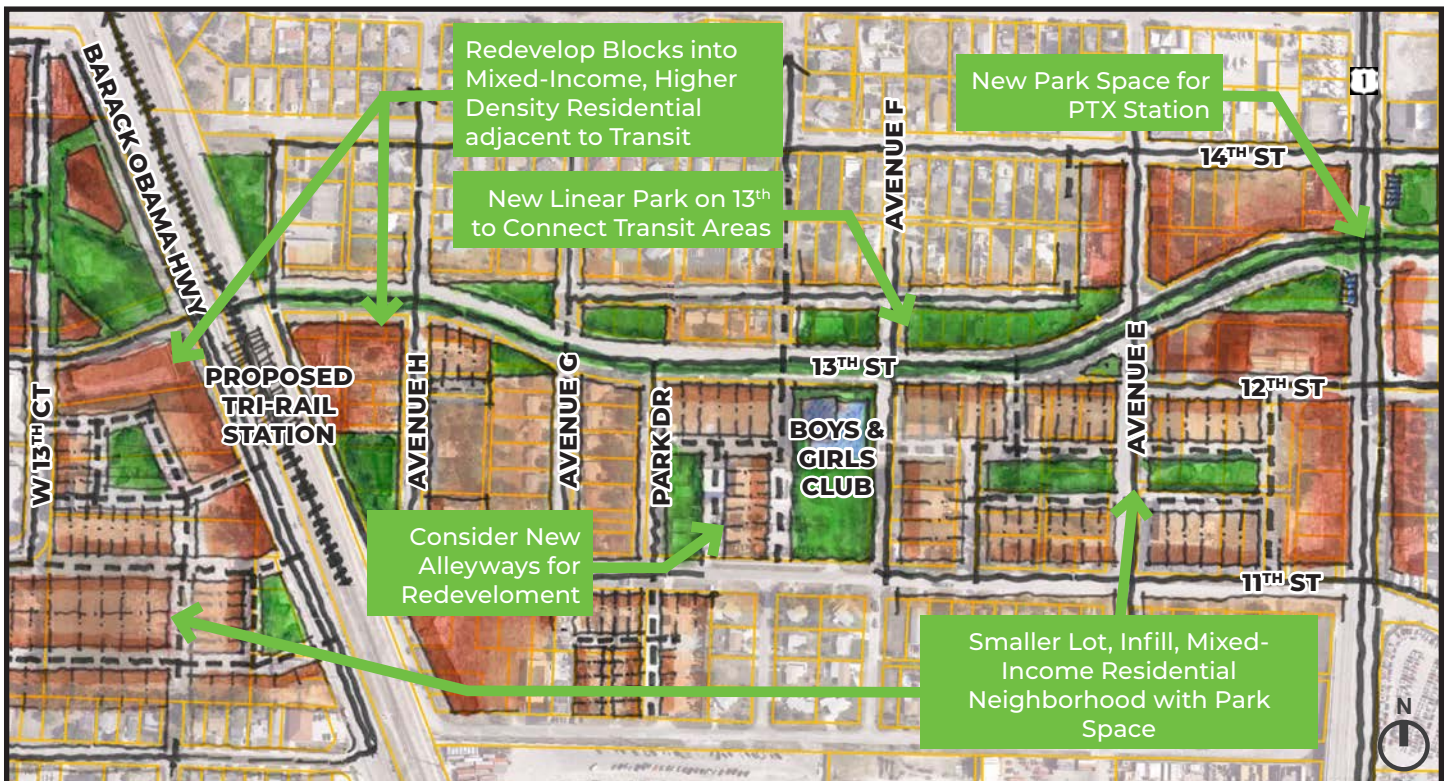 Redevelop Blocks into
Mixed-Income, Higher
Density Residential
adjacent to Transit
New Park Space for
PTX Station
1
BARACK OBAMA HWY
AVENUE F
14TH ST
New Linear Park on 13th
to Connect Transit Areas
PROPOSED
TRI-RAIL
STATION
W 13TH CT
AVENUE H
AVENUE G
PARK DR
13TH ST
BOYS &
GIRLS
CLUB
AVENUE E
12TH ST
Consider New
Alleyways for
Redeveloment
11TH ST
Smaller Lot, Infill, Mixed-
Income Residential
Neighborhood with Park
Space
N